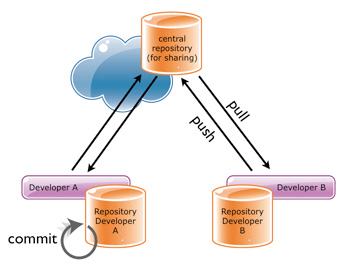 central
repository
(for sharing)
pull
push
Developer A
Developer B
Repository
Developer
A
Repository
Developer
B
commit